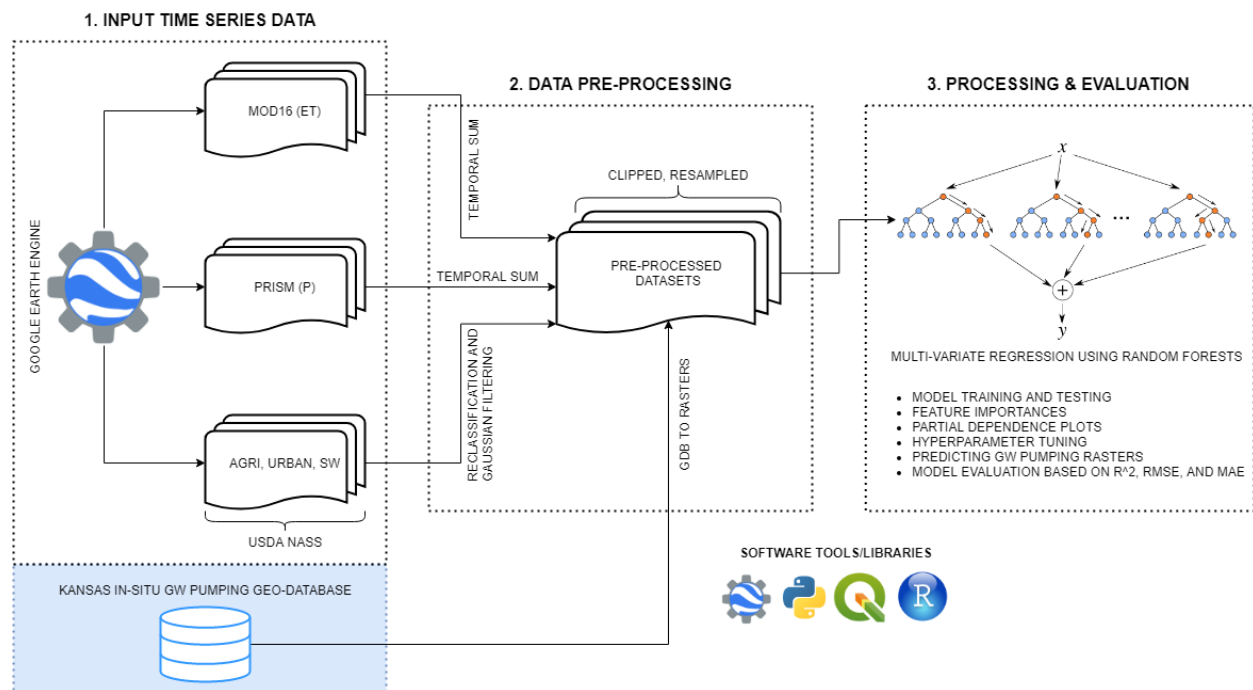 1. INPUT TIME SERIES DATA
GOOGLE EARTH ENGINE
MOD16 (ET)
PRISM (P)
AGRI, URBAN, SW
USDA NASS
KANSAS IN-SITU GW PUMPING GEO-DATABASE
2. DATA PRE-PROCESSING
TEMPORAL SUM
TEMPORAL SUM
RECLASSIFICATION AND
GAUSSIAN FILTERING
CLIPPED, RESAMPLED
PRE-PROCESSED
DATASETS
GDB TO RASTERS
3. PROCESSING & EVALUATION
x
...
+
y
MULTI-VARIATE REGRESSION USING RANDOM FORESTS
• MODEL TRAINING AND TESTING
• FEATURE IMPORTANCES
• PARTIAL DEPENDENCE PLOTS
• HYPERPARAMETER TUNING
• PREDICTING GW PUMPING RASTERS
• MODEL EVALUATION BASED ON R^2, RMSE, AND MAE
SOFTWARE TOOLS/LIBRARIES
R